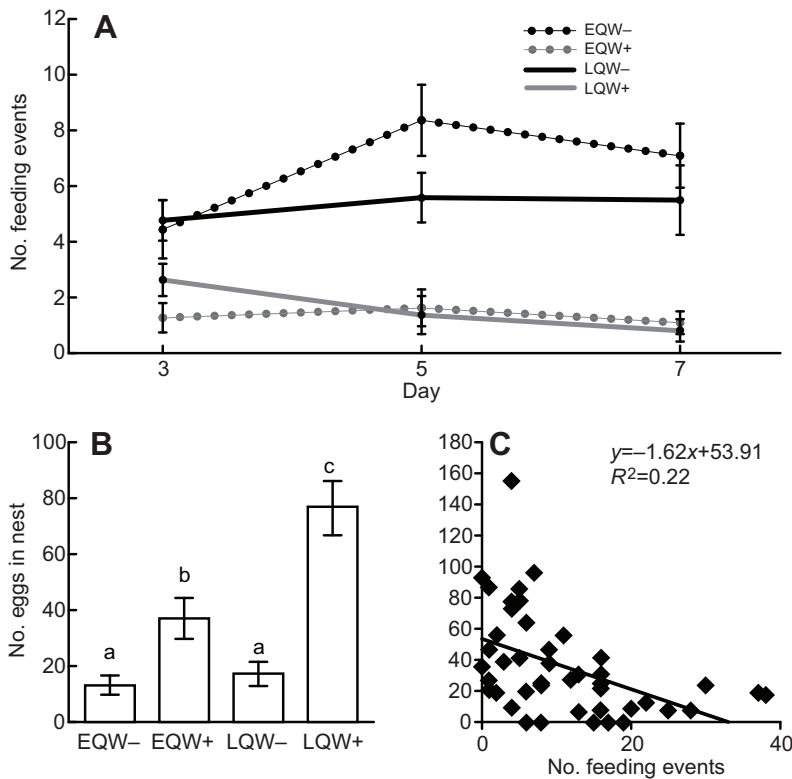 A
12
10
8
6
4
2
0
No. feeding events
EQW–
EQW+
LQW–
LQW+
3 5 7
Day
B
100
80
60
40
20
0
No. eggs in nest
a
b
a
c
EQW– EQW+ LQW– LQW+
C
180
160
140
120
100
80
60
40
20
0
y=–1.62x+53.91
R²=0.22
0 20 40
No. feeding events